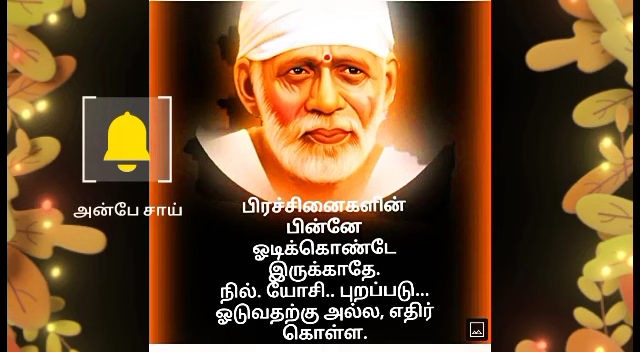 அன்பே சாய்
பிரச்சினைகளின்
பின்னே
ஓடிக்கொண்டே
இருக்காதே.
நில். யோசி.. புறப்படு...
ஓடுவதற்கு அல்ல, எதிர்
கொள்ள.